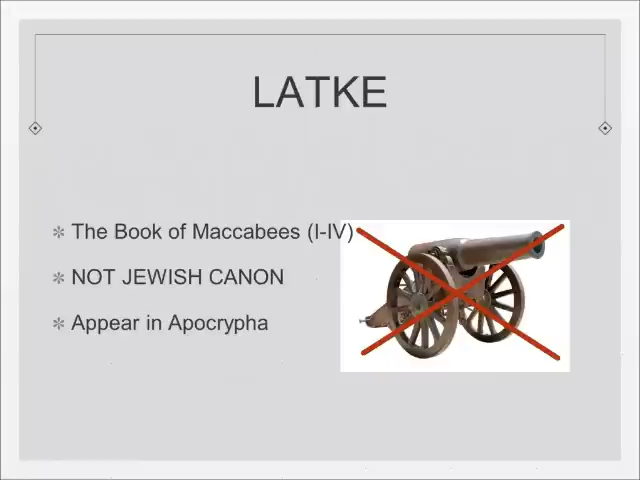 LATKE
The Book of Maccabees (I-IV)
NOT JEWISH CANON
Appear in Apocrypha